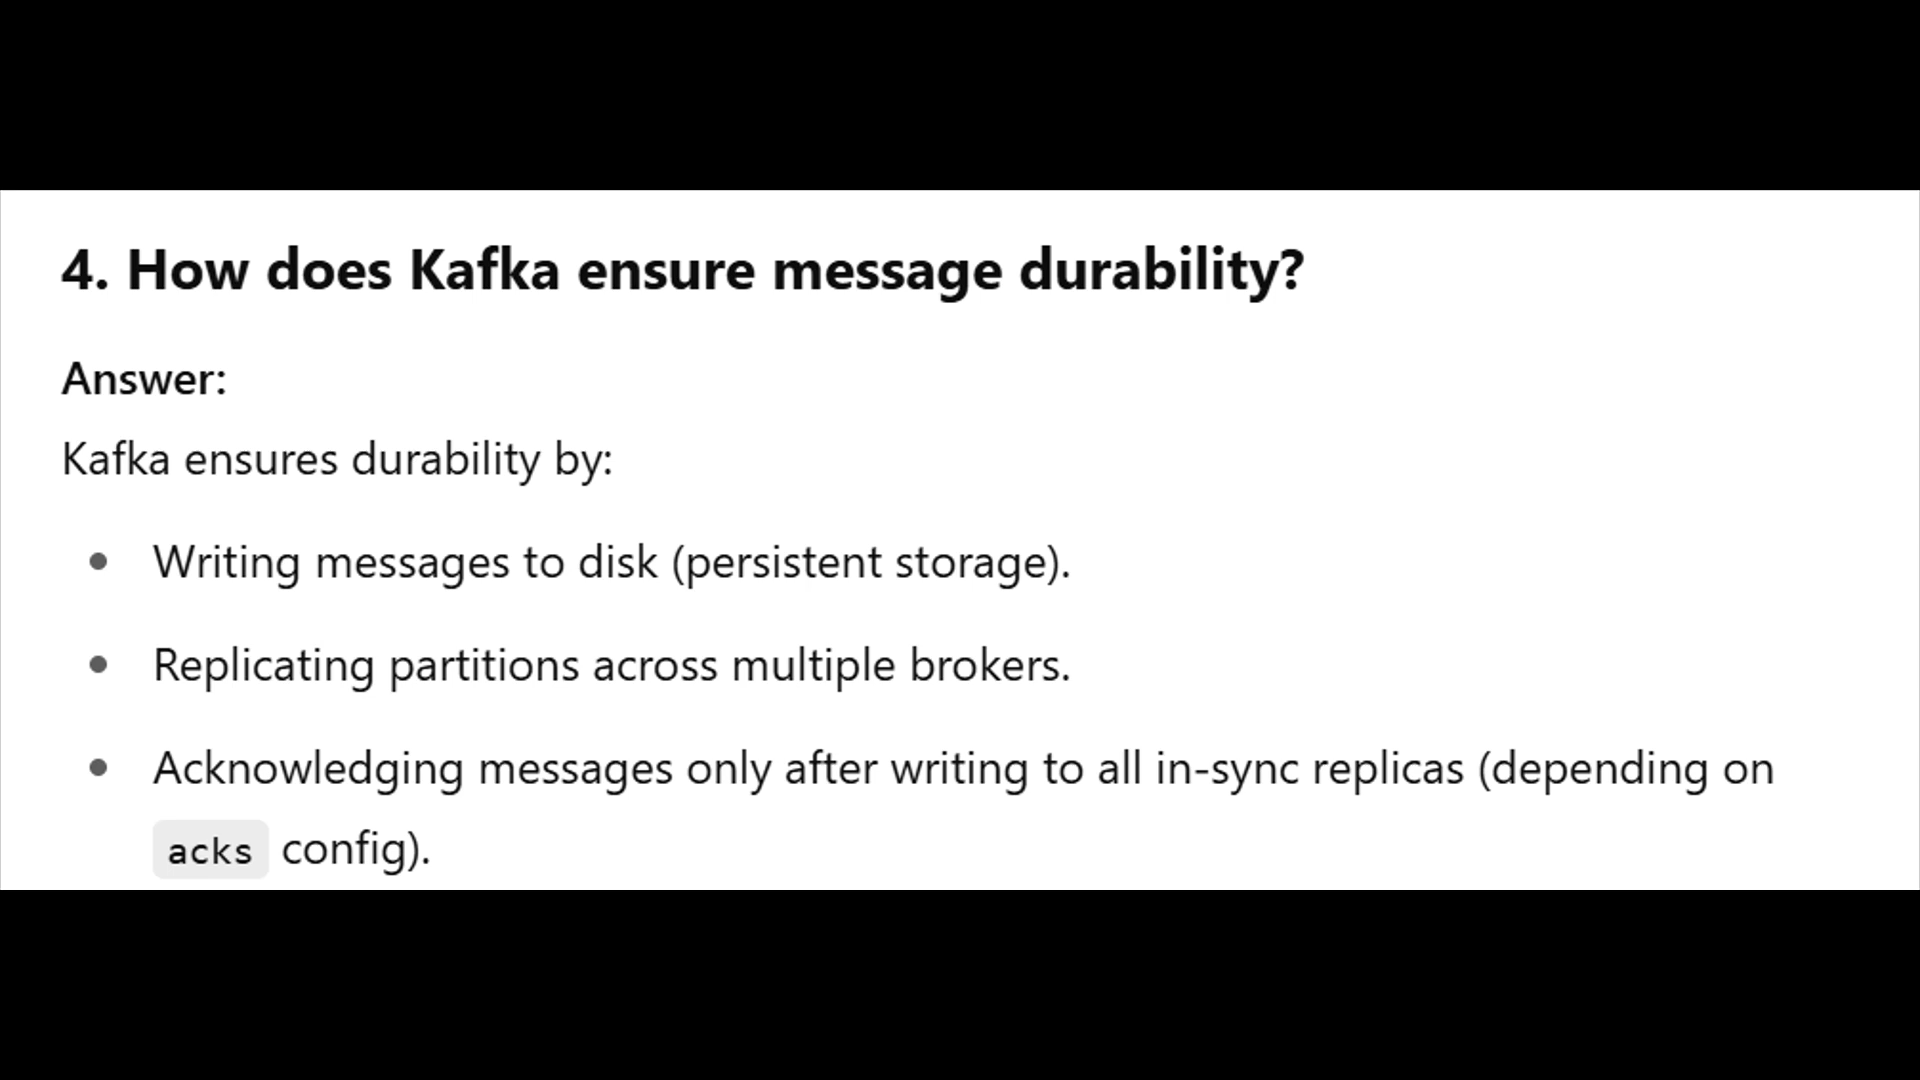 4. How does Kafka ensure message durability?
Answer:
Kafka ensures durability by:
Writing messages to disk (persistent storage).
Replicating partitions across multiple brokers.
Acknowledging messages only after writing to all in-sync replicas (depending on
acks config).